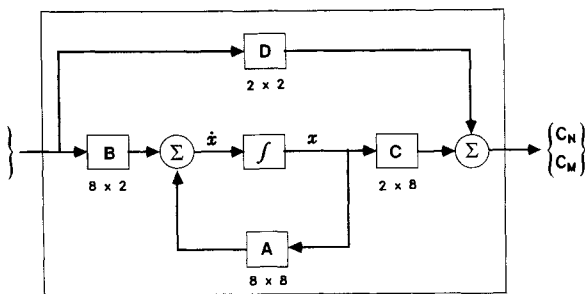 D
2 x 2
}
B
8 x 2
Σ
ẋ
∫
x
C
2 x 8
Σ
{C_N}
{C_M}
A
8 x 8